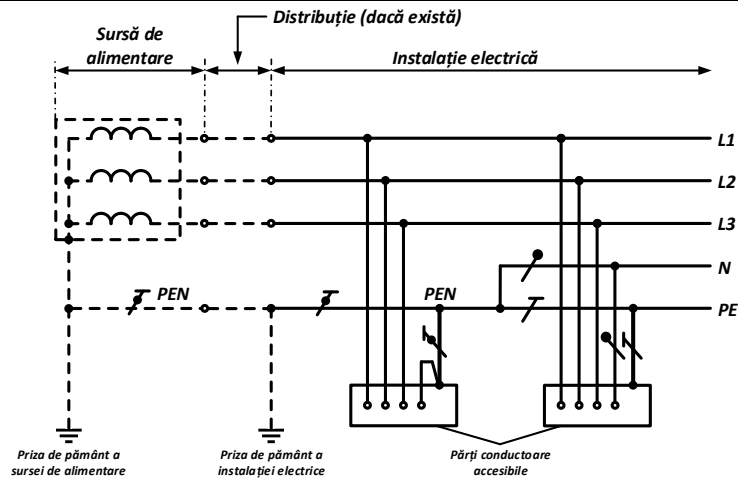 Distribuție (dacă există)
Sursă de
alimentare
Instalație electrică
L1
L2
L3
N
PEN
PEN
PE
Priza de pământ a
sursei de alimentare
Priza de pământ a
instalației electrice
Părți conductoare
accesibile